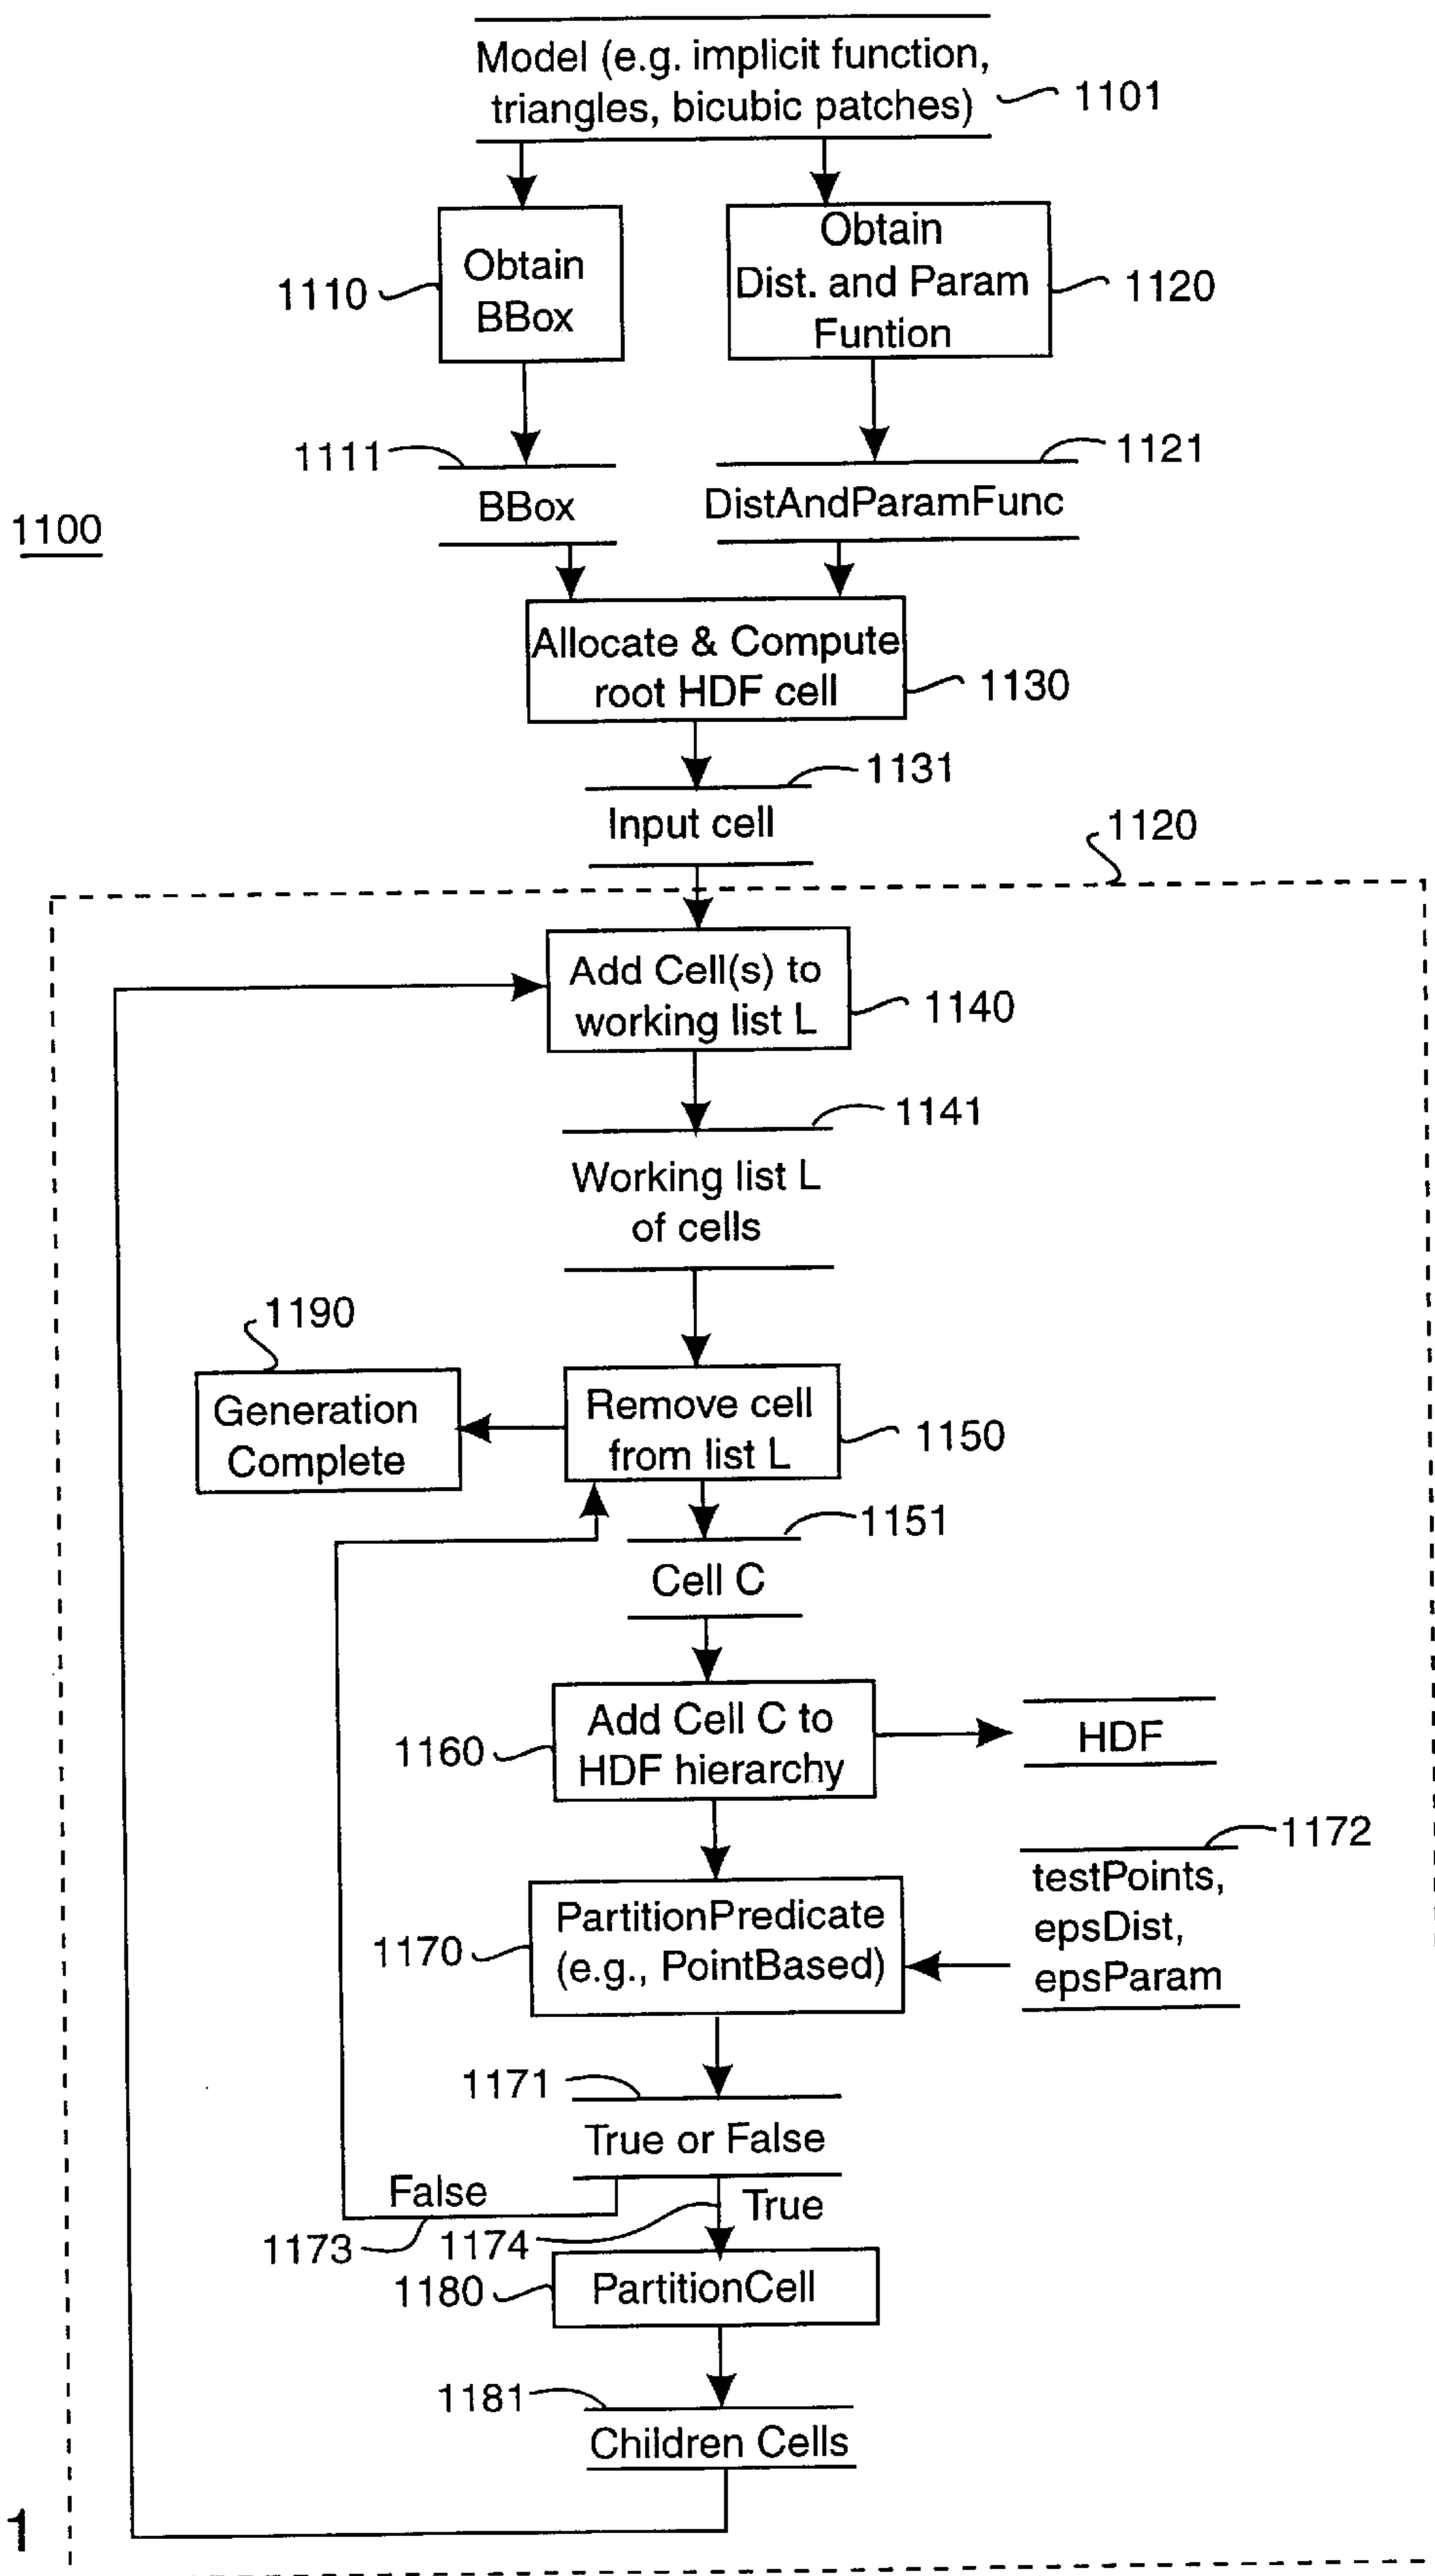 Model (e.g. implicit function,
triangles, bicubic patches)
1101
Obtain
BBox
1110
Obtain
Dist. and Param
Funtion
1120
1111
BBox
1121
DistAndParamFunc
1100
Allocate & Compute
root HDF cell
1130
1131
Input cell
1120
Add Cell(s) to
working list L
1140
1141
Working list L
of cells
1190
Generation
Complete
Remove cell
from list L
1150
1151
Cell C
1160
Add Cell C to
HDF hierarchy
HDF
1172
testPoints,
epsDist,
epsParam
1170
PartitionPredicate
(e.g., PointBased)
1171
True or False
False
True
1173
1174
1180
PartitionCell
1181
Children Cells
1